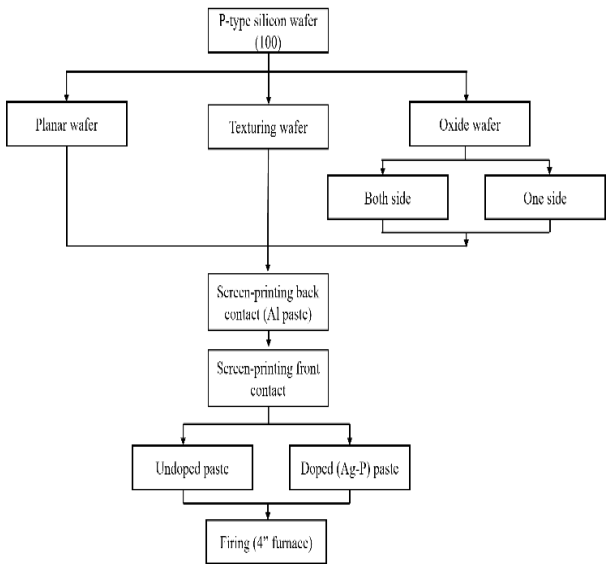 P-type silicon wafer
(100)
Planar wafer
Texturing wafer
Oxide wafer
Both side
One side
Screen-printing back
contact (Al paste)
Screen-printing front
contact
Undoped paste
Doped (Ag-P) paste
Firing (4" furnace)